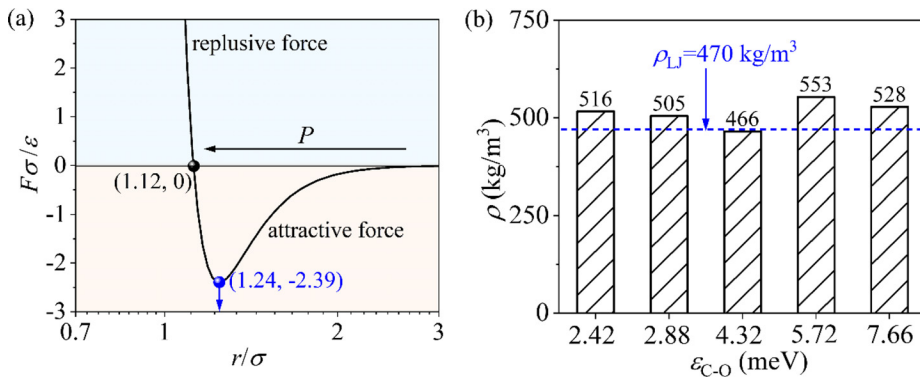 (a)
3
2
1
0
-1
-2
-3
Fσ/ε
replusive force
P
(1.12, 0)
attractive force
(1.24, -2.39)
0.7 1 2 3
r/σ
(b)
750
500
250
0
ρ (kg/m³)
ρLJ=470 kg/m³
516 505 466 553 528
2.42 2.88 4.32 5.72 7.66
εC-O (meV)